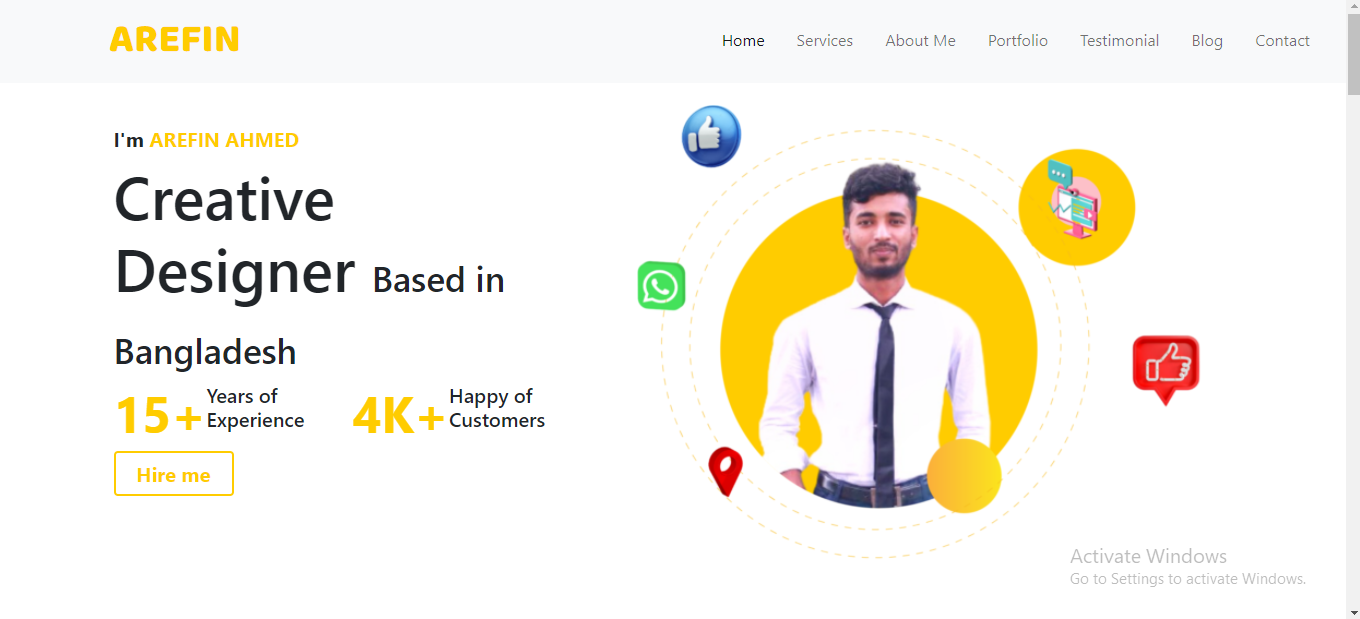 AREFIN
Home Services About Me Portfolio Testimonial Blog Contact
I'm AREFIN AHMED
Creative
Designer Based in
Bangladesh
15+ Years of
Experience
4K+ Happy of
Customers
Hire me
Activate Windows
Go to Settings to activate Windows.